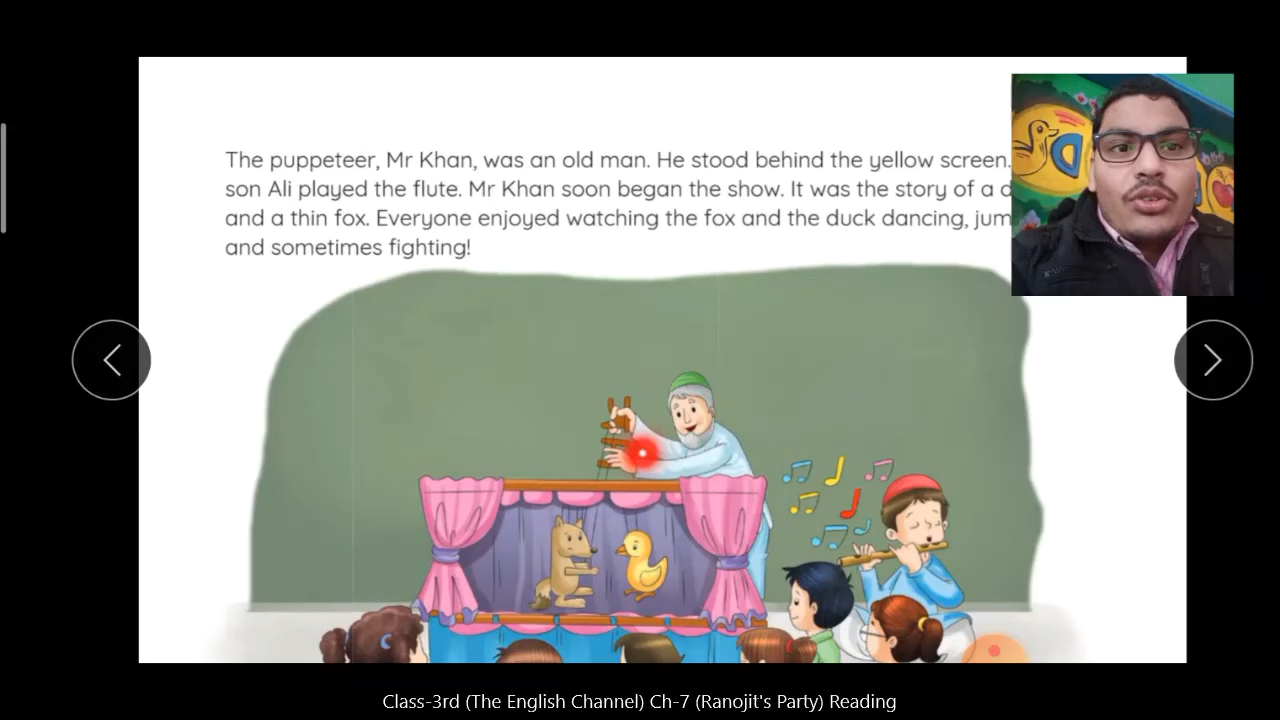 The puppeteer, Mr Khan, was an old man. He stood behind the yellow screen.
son Ali played the flute. Mr Khan soon began the show. It was the story of a
and a thin fox. Everyone enjoyed watching the fox and the duck dancing,
and sometimes fighting!
Class-3rd (The English Channel) Ch-7 (Ranojit's Party) Reading